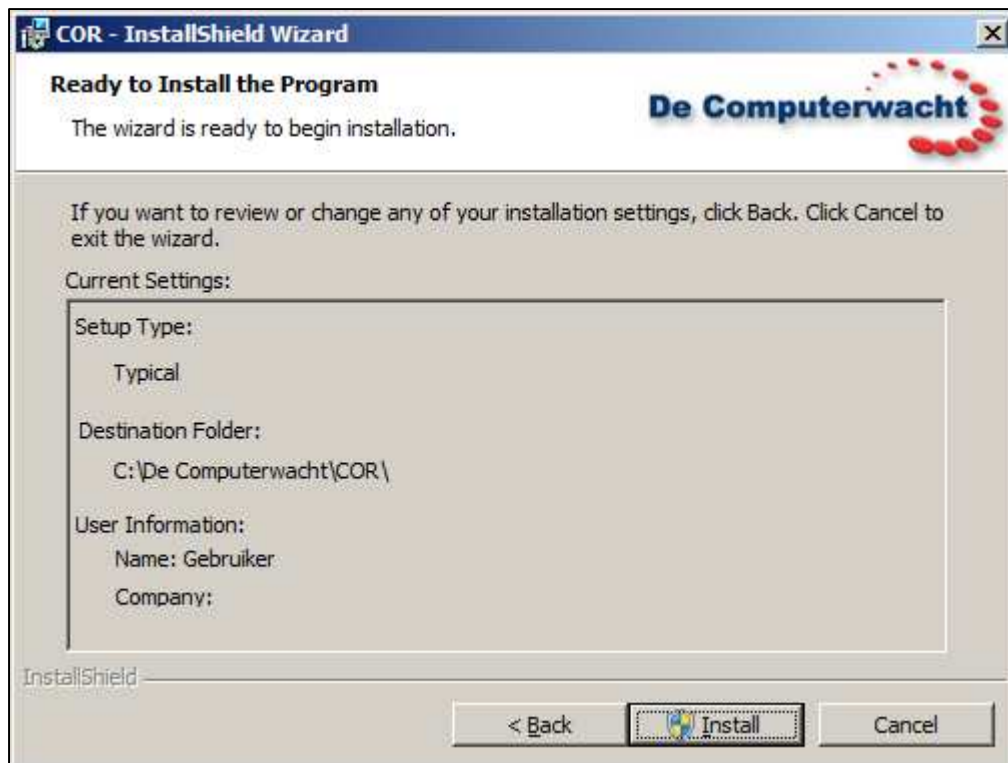 COR - InstallShield Wizard
Ready to Install the Program
The wizard is ready to begin installation.
De Computerwacht
If you want to review or change any of your installation settings, click Back. Click Cancel to
exit the wizard.
Current Settings:
Setup Type:
Typical
Destination Folder:
C:\De Computerwacht\COR\
User Information:
Name: Gebruiker
Company:
InstallShield
< Back
Install
Cancel